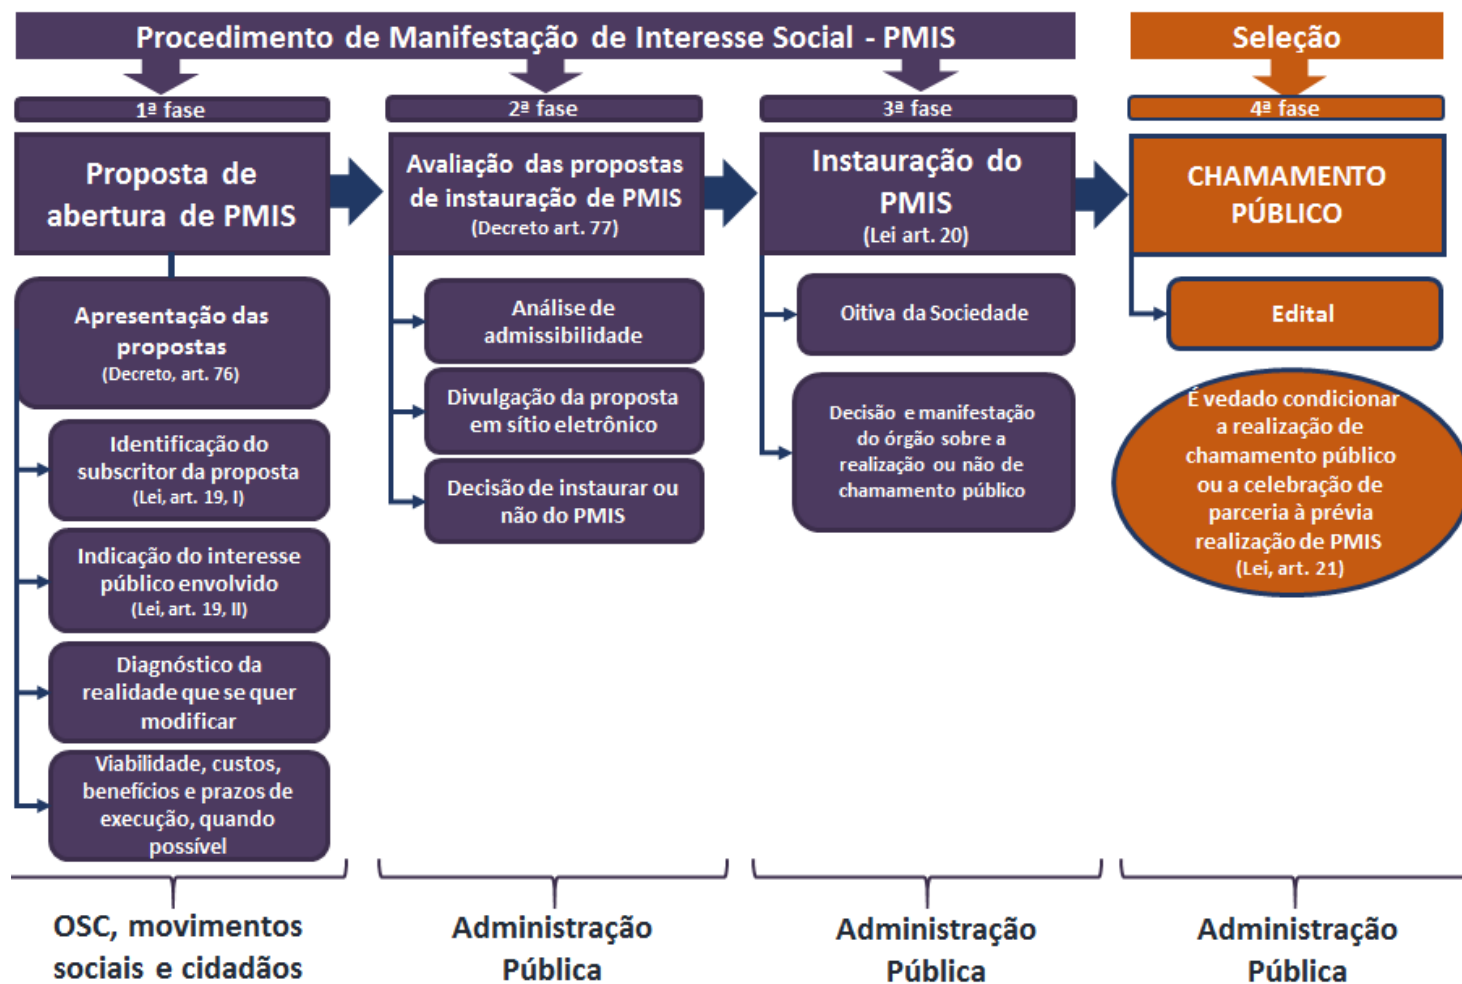 Procedimento de Manifestação de Interesse Social - PMIS
Seleção
1ª fase
2ª fase
3ª fase
4ª fase
Proposta de
abertura de PMIS
Avaliação das propostas
de instauração de PMIS
(Decreto art. 77)
Instauração do
PMIS
(Lei art. 20)
CHAMAMENTO
PÚBLICO
Apresentação das
propostas
(Decreto, art. 76)
Identificação do
subscritor da proposta
(Lei, art. 19, I)
Indicação do interesse
público envolvido
(Lei, art. 19, II)
Diagnóstico da
realidade que se quer
modificar
Viabilidade, custos,
benefícios e prazos de
execução, quando
possível
Análise de
admissibilidade
Divulgação da proposta
em sítio eletrônico
Decisão de instaurar ou
não do PMIS
Oitiva da Sociedade
Decisão e manifestação
do órgão sobre a
realização ou não de
chamamento público
Edital
É vedado condicionar
a realização de
chamamento público
ou a celebração de
parceria à prévia
realização de PMIS
(Lei, art. 21)
OSC, movimentos
sociais e cidadãos
Administração
Pública
Administração
Pública
Administração
Pública